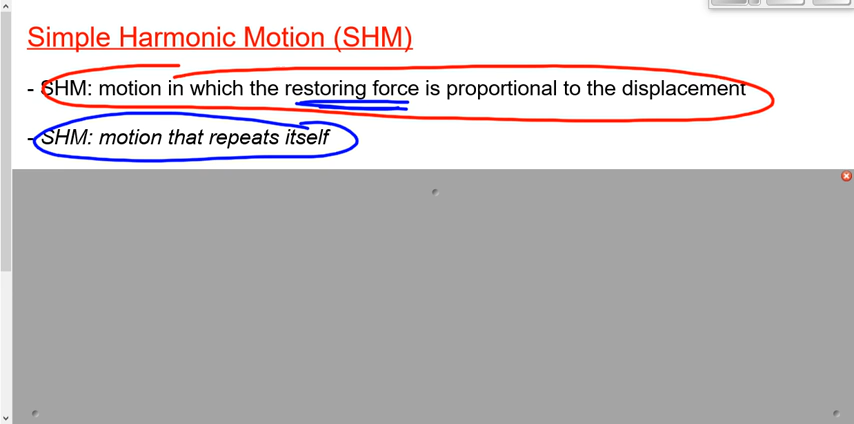 Simple Harmonic Motion (SHM)
- SHM: motion in which the restoring force is proportional to the displacement
- SHM: motion that repeats itself